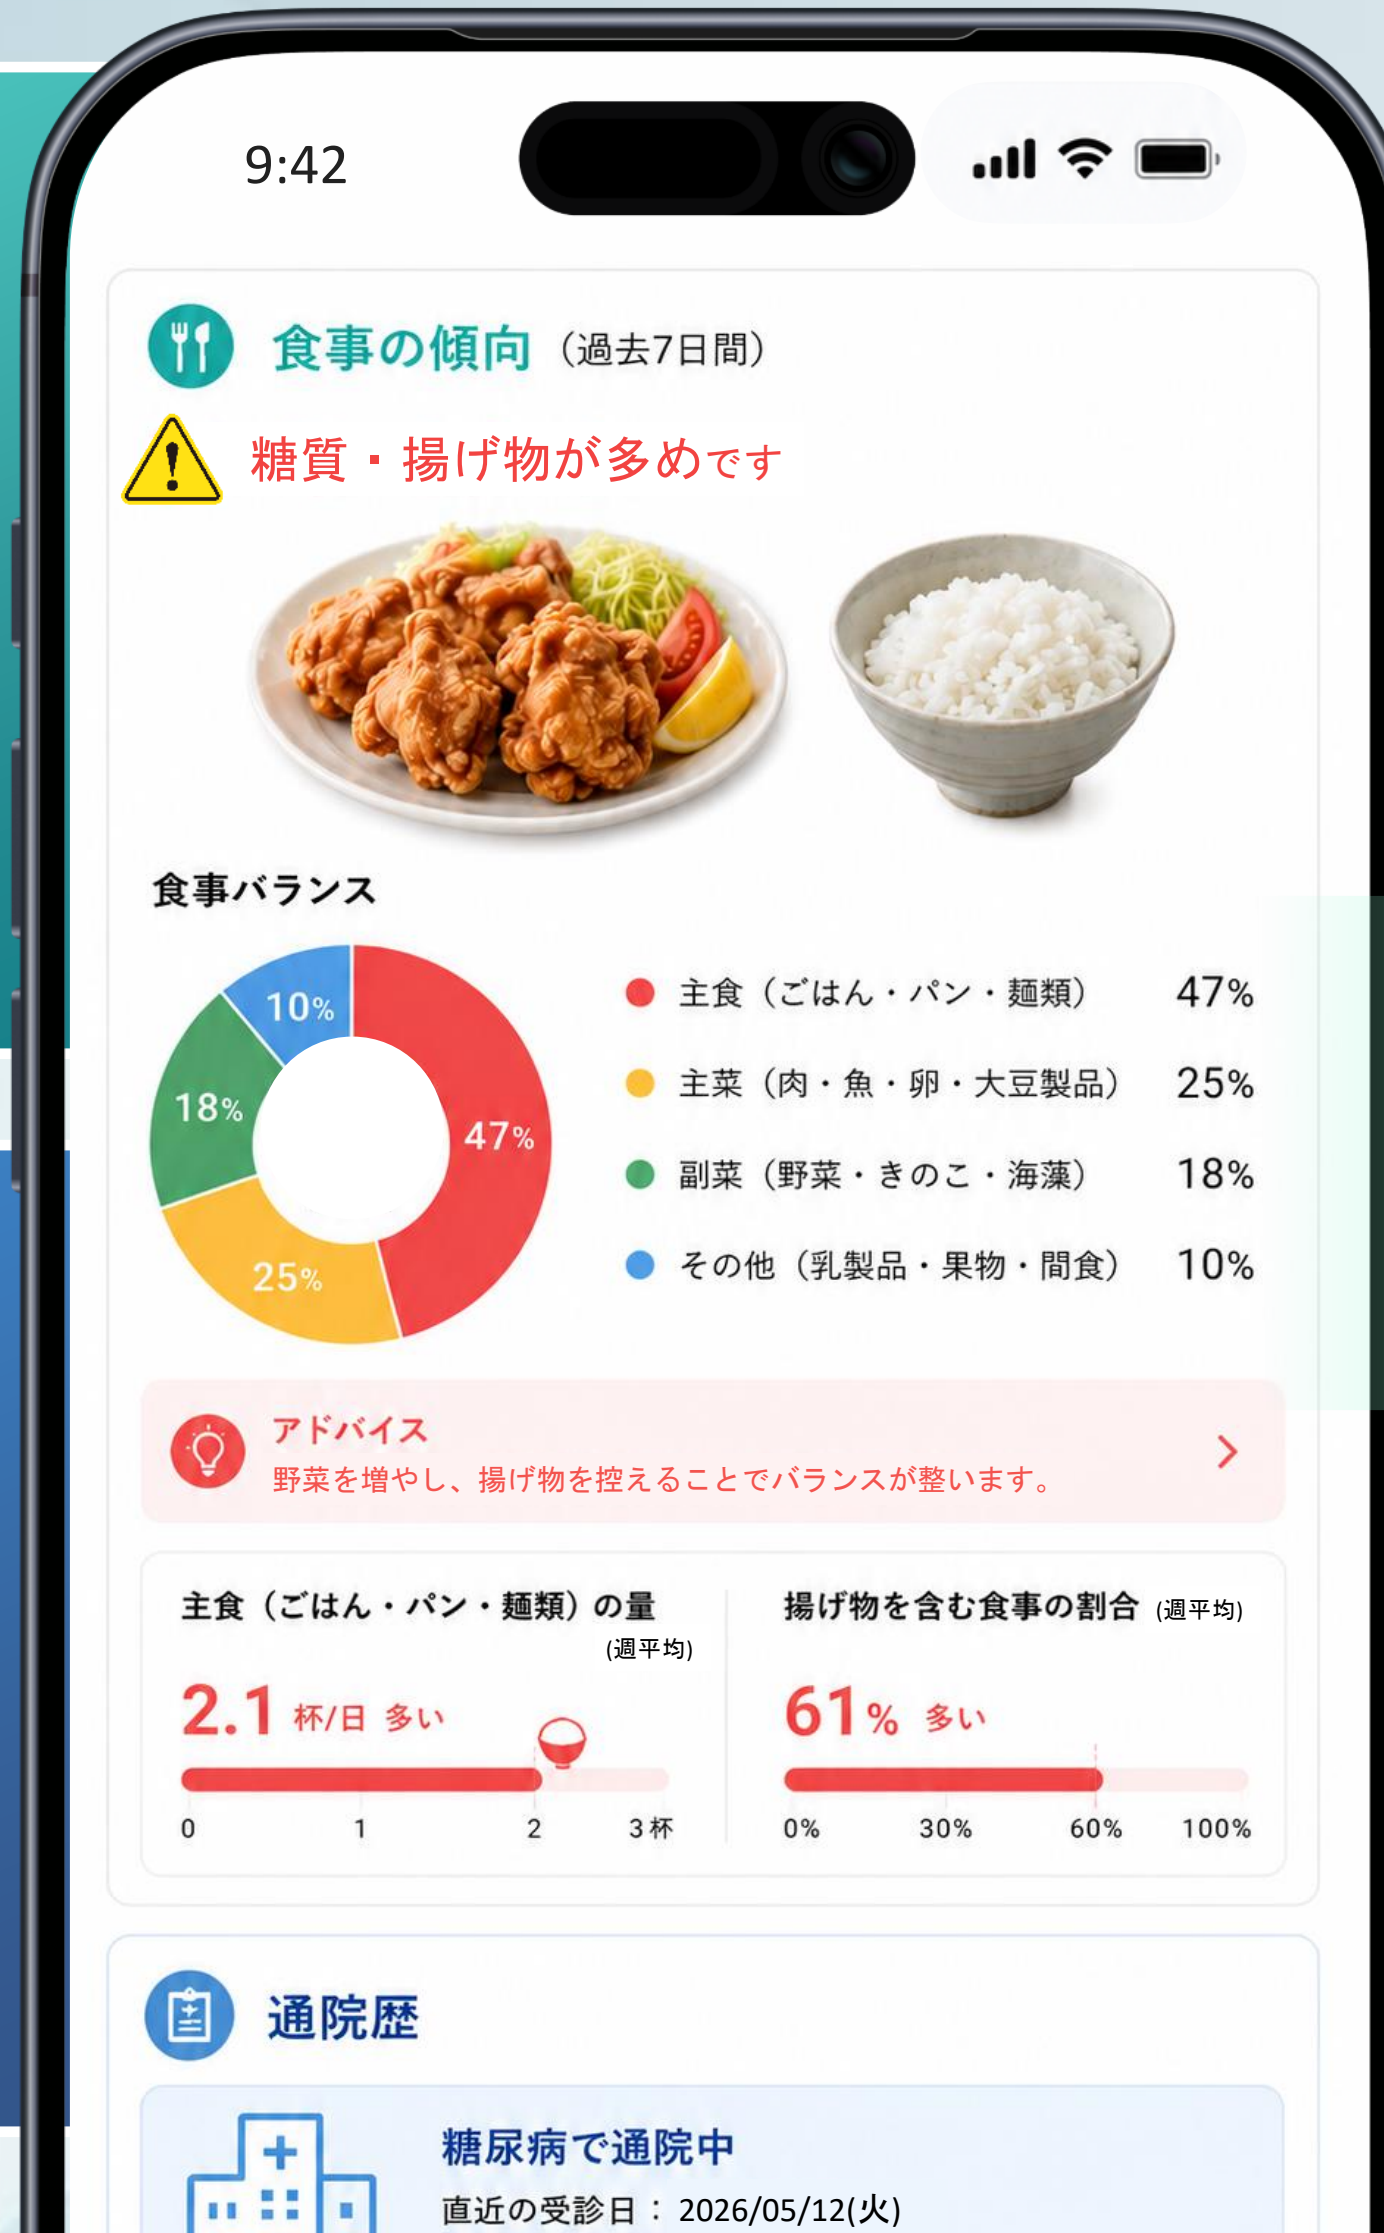 9:42
食事の傾向（過去7日間）
糖質・揚げ物が多めです
食事バランス
10%
18%
47%
25%
主食（ごはん・パン・麺類） 47%
主菜（肉・魚・卵・大豆製品） 25%
副菜（野菜・きのこ・海藻） 18%
その他（乳製品・果物・間食） 10%
アドバイス
野菜を増やし、揚げ物を控えることでバランスが整います。
主食（ごはん・パン・麺類）の量
(週平均)
2.1 杯/日 多い
0 1 2 3杯
揚げ物を含む食事の割合 (週平均)
61% 多い
0% 30% 60% 100%
通院歴
糖尿病で通院中
直近の受診日： 2026/05/12(火)